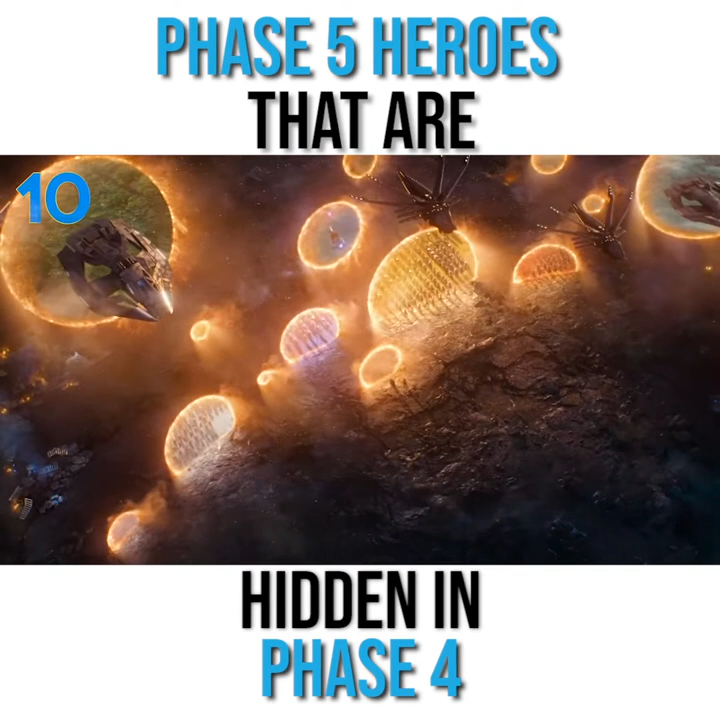 PHASE 5 HEROES
THAT ARE
10
HIDDEN IN
PHASE 4